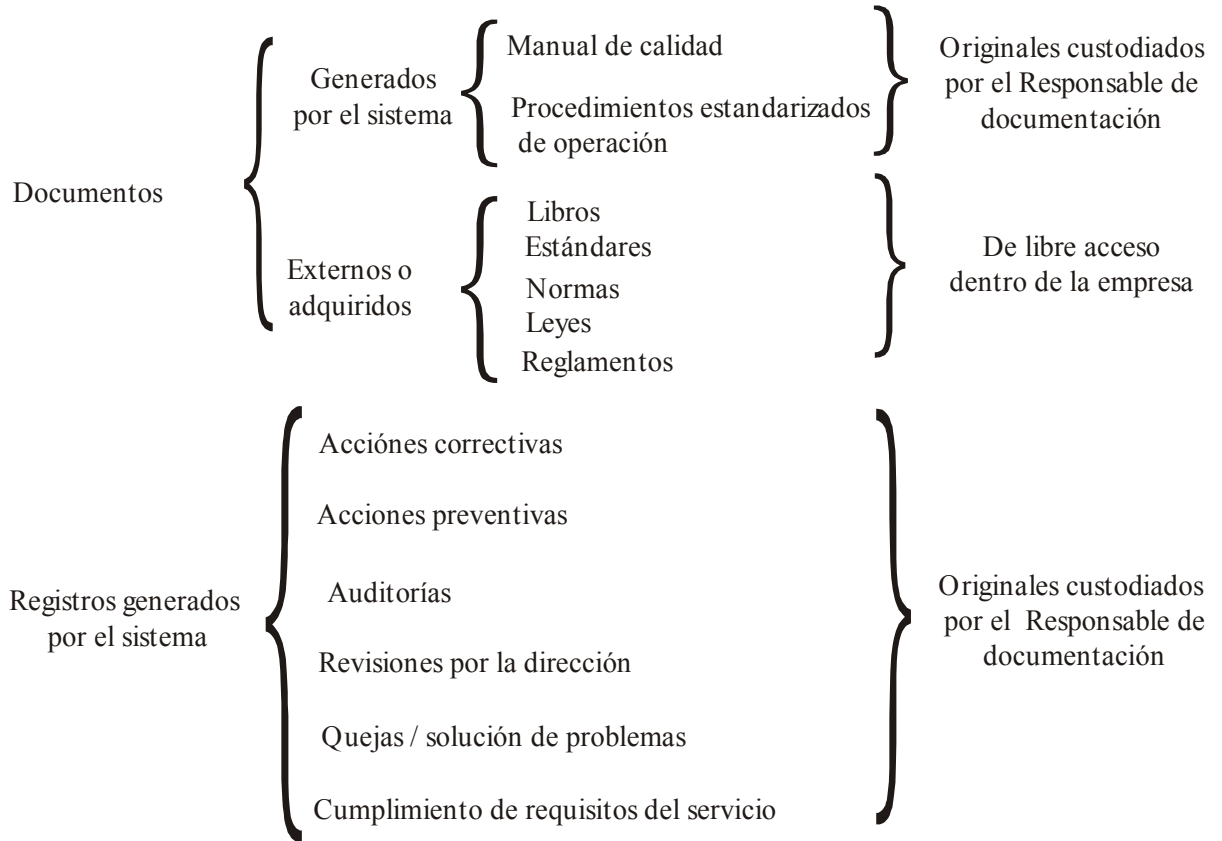 Documentos
Generados
por el sistema
Manual de calidad
Procedimientos estandarizados
de operación
Originales custodiados
por el Responsable de
documentación
Externos o
adquiridos
Libros
Estándares
Normas
Leyes
Reglamentos
De libre acceso
dentro de la empresa
Registros generados
por el sistema
Acciónes correctivas
Acciones preventivas
Auditorías
Revisiones por la dirección
Quejas / solución de problemas
Cumplimiento de requisitos del servicio
Originales custodiados
por el Responsable de
documentación